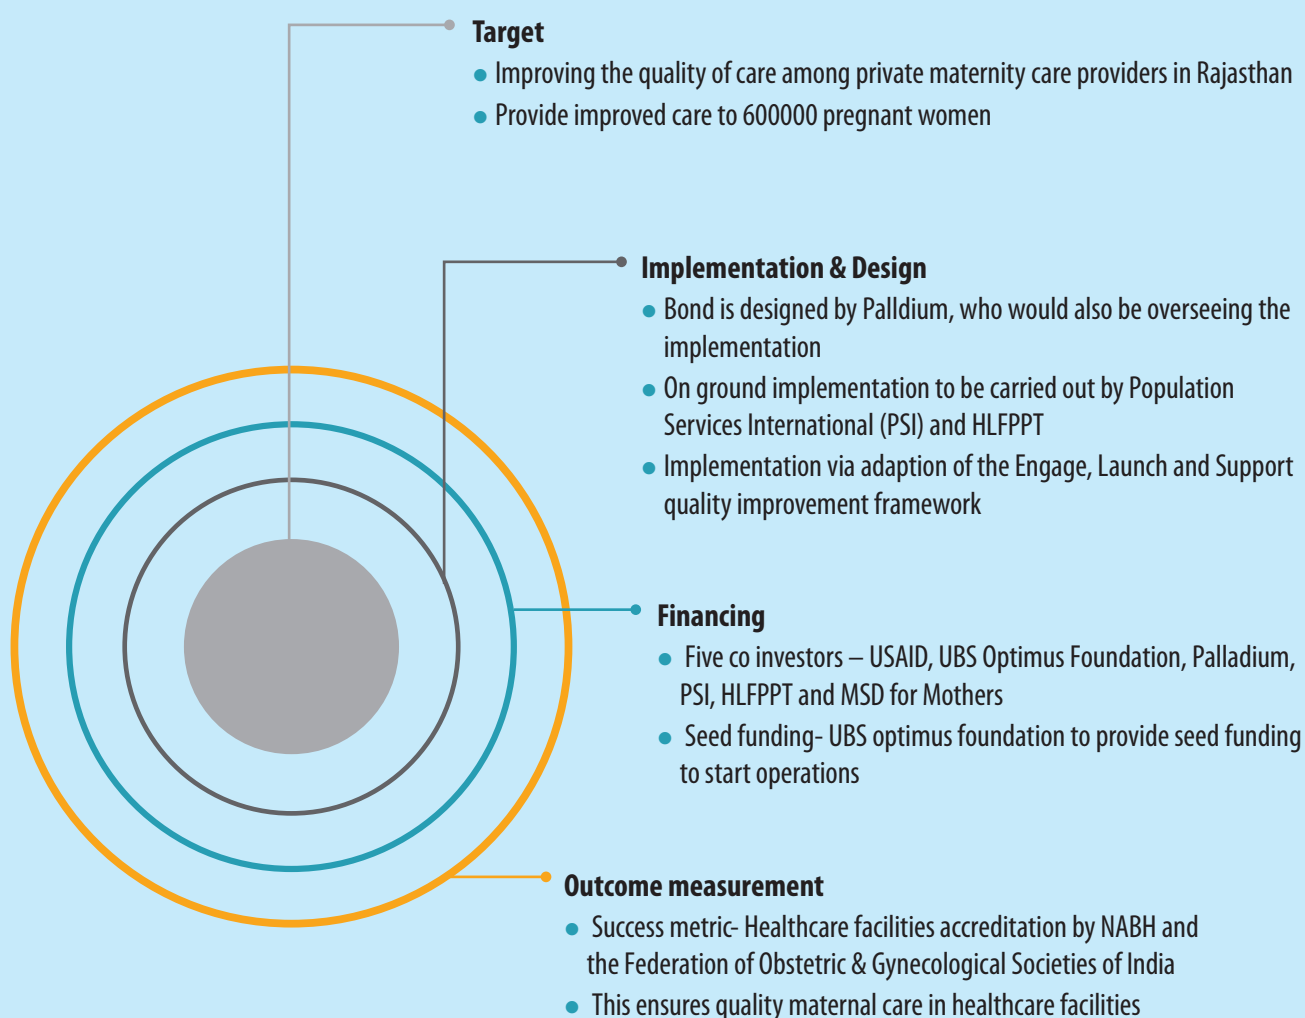 Target
● Improving the quality of care among private maternity care providers in Rajasthan
● Provide improved care to 600000 pregnant women
Implementation & Design
● Bond is designed by Palldium, who would also be overseeing the
implementation
● On ground implementation to be carried out by Population
Services International (PSI) and HLFPPT
● Implementation via adaption of the Engage, Launch and Support
quality improvement framework
Financing
● Five co investors – USAID, UBS Optimus Foundation, Palladium,
PSI, HLFPPT and MSD for Mothers
● Seed funding- UBS optimus foundation to provide seed funding
to start operations
Outcome measurement
● Success metric- Healthcare facilities accreditation by NABH and
the Federation of Obstetric & Gynecological Societies of India
● This ensures quality maternal care in healthcare facilities